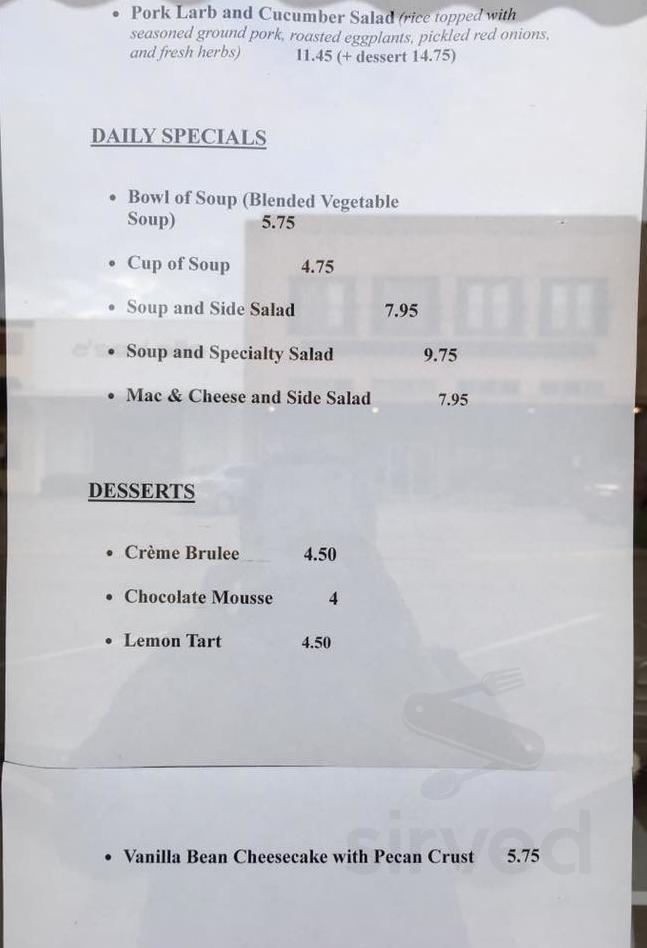 • Pork Larb and Cucumber Salad (rice topped with
seasoned ground pork, roasted eggplants, pickled red onions,
and fresh herbs) 11.45 (+ dessert 14.75)
DAILY SPECIALS
• Bowl of Soup (Blended Vegetable
Soup) 5.75
• Cup of Soup 4.75
• Soup and Side Salad 7.95
• Soup and Specialty Salad 9.75
• Mac & Cheese and Side Salad 7.95
DESSERTS
• Crème Brulee 4.50
• Chocolate Mousse 4
• Lemon Tart 4.50
• Vanilla Bean Cheesecake with Pecan Crust 5.75
sirved